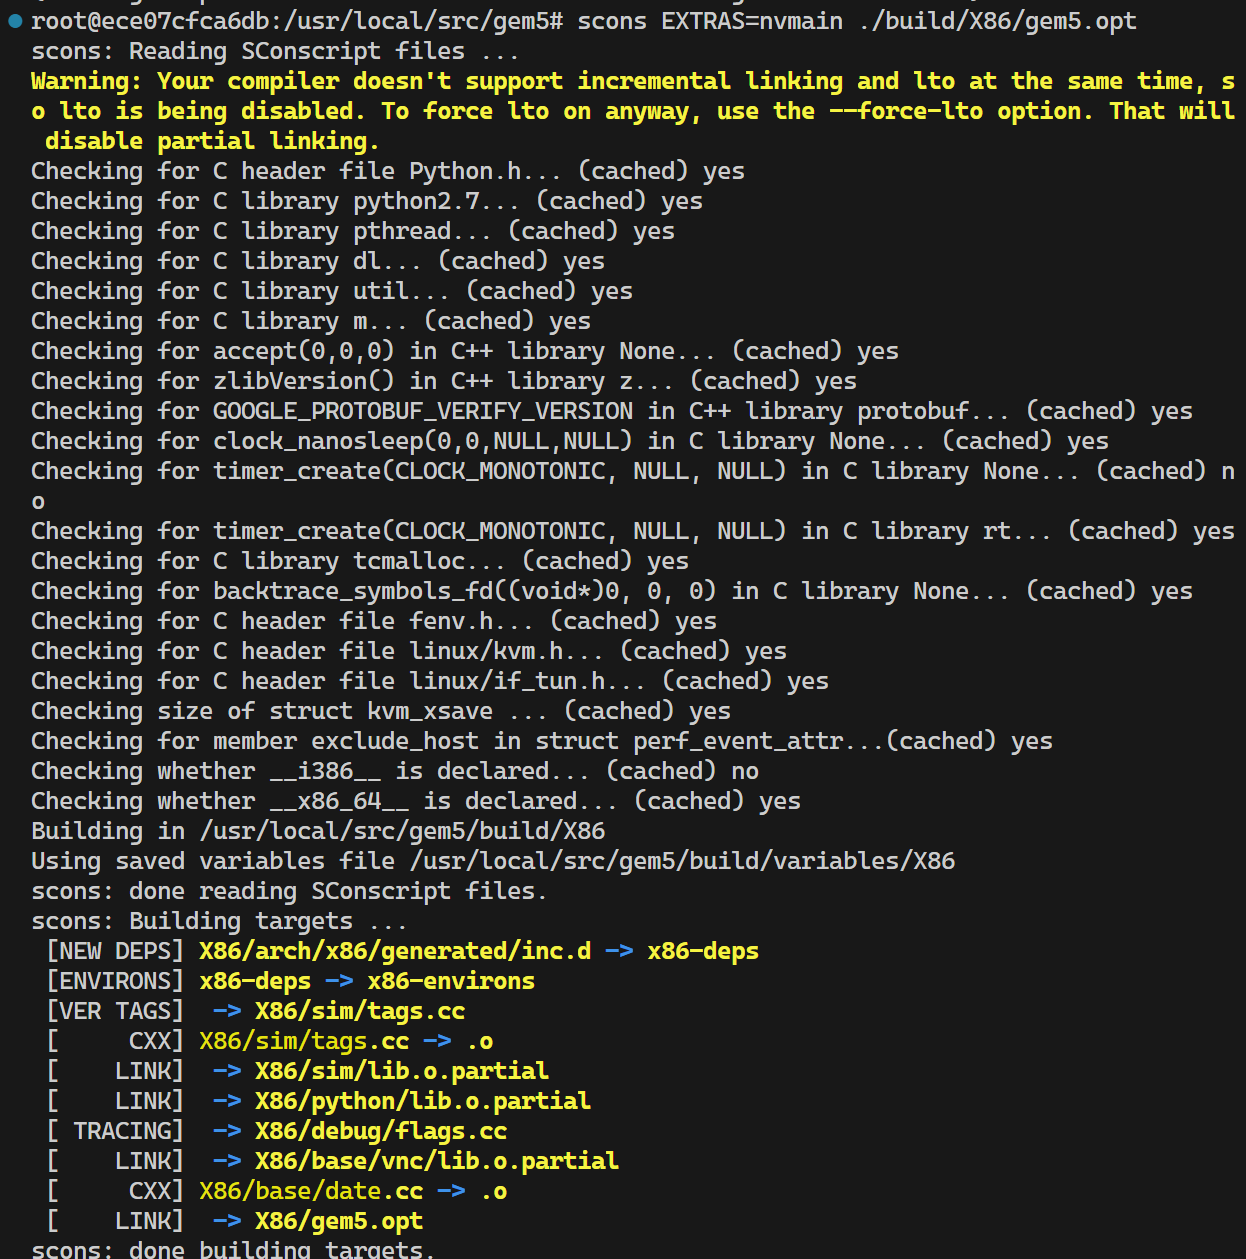 root@ece07cfca6db:/usr/local/src/gem5# scons EXTRAS=nvmain ./build/X86/gem5.opt
scons: Reading SConscript files ...
Warning: Your compiler doesn't support incremental linking and lto at the same time, s
o lto is being disabled. To force lto on anyway, use the --force-lto option. That will
 disable partial linking.
Checking for C header file Python.h... (cached) yes
Checking for C library python2.7... (cached) yes
Checking for C library pthread... (cached) yes
Checking for C library dl... (cached) yes
Checking for C library util... (cached) yes
Checking for C library m... (cached) yes
Checking for accept(0,0,0) in C++ library None... (cached) yes
Checking for zlibVersion() in C++ library z... (cached) yes
Checking for GOOGLE_PROTOBUF_VERIFY_VERSION in C++ library protobuf... (cached) yes
Checking for clock_nanosleep(0,0,NULL,NULL) in C library None... (cached) yes
Checking for timer_create(CLOCK_MONOTONIC, NULL, NULL) in C library None... (cached) n
o
Checking for timer_create(CLOCK_MONOTONIC, NULL, NULL) in C library rt... (cached) yes
Checking for C library tcmalloc... (cached) yes
Checking for backtrace_symbols_fd((void*)0, 0, 0) in C library None... (cached) yes
Checking for C header file fenv.h... (cached) yes
Checking for C header file linux/kvm.h... (cached) yes
Checking for C header file linux/if_tun.h... (cached) yes
Checking size of struct kvm_xsave ... (cached) yes
Checking for member exclude_host in struct perf_event_attr...(cached) yes
Checking whether __i386__ is declared... (cached) no
Checking whether __x86_64__ is declared... (cached) yes
Building in /usr/local/src/gem5/build/X86
Using saved variables file /usr/local/src/gem5/build/variables/X86
scons: done reading SConscript files.
scons: Building targets ...
 [NEW DEPS] X86/arch/x86/generated/inc.d -> x86-deps
 [ENVIRONS] x86-deps -> x86-environs
 [VER TAGS]  -> X86/sim/tags.cc
 [     CXX] X86/sim/tags.cc -> .o
 [    LINK]  -> X86/sim/lib.o.partial
 [    LINK]  -> X86/python/lib.o.partial
 [ TRACING]  -> X86/debug/flags.cc
 [    LINK]  -> X86/base/vnc/lib.o.partial
 [     CXX] X86/base/date.cc -> .o
 [    LINK]  -> X86/gem5.opt
scons: done building targets.